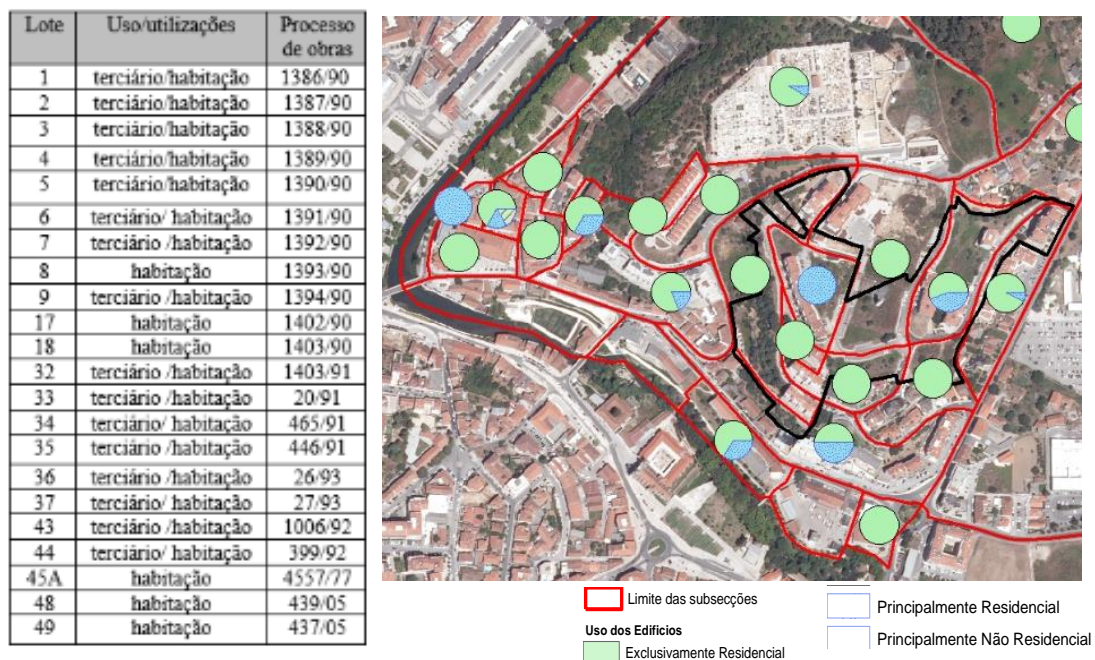 Lote Uso/utilizações Processo
de obras
1 terciário/habitação 1386/90
2 terciário/habitação 1387/90
3 terciário/habitação 1388/90
4 terciário/habitação 1389/90
5 terciário/habitação 1390/90
6 terciário/ habitação 1391/90
7 terciário /habitação 1392/90
8 habitação 1393/90
9 terciário /habitação 1394/90
17 habitação 1402/90
18 habitação 1403/90
32 terciário/habitação 1403/91
33 terciário /habitação 20/91
34 terciário/ habitação 465/91
35 terciário/habitação 446/91
36 terciário /habitação 26/93
37 terciário /habitação 27/93
43 terciário /habitação 1006/92
44 terciário/ habitação 399/92
45A habitação 4557/77
48 habitação 439/05
49 habitação 437/05
Limite das subsecções
Uso dos Edifícios
Exclusivamente Residencial
Principalmente Residencial
Principalmente Não Residencial